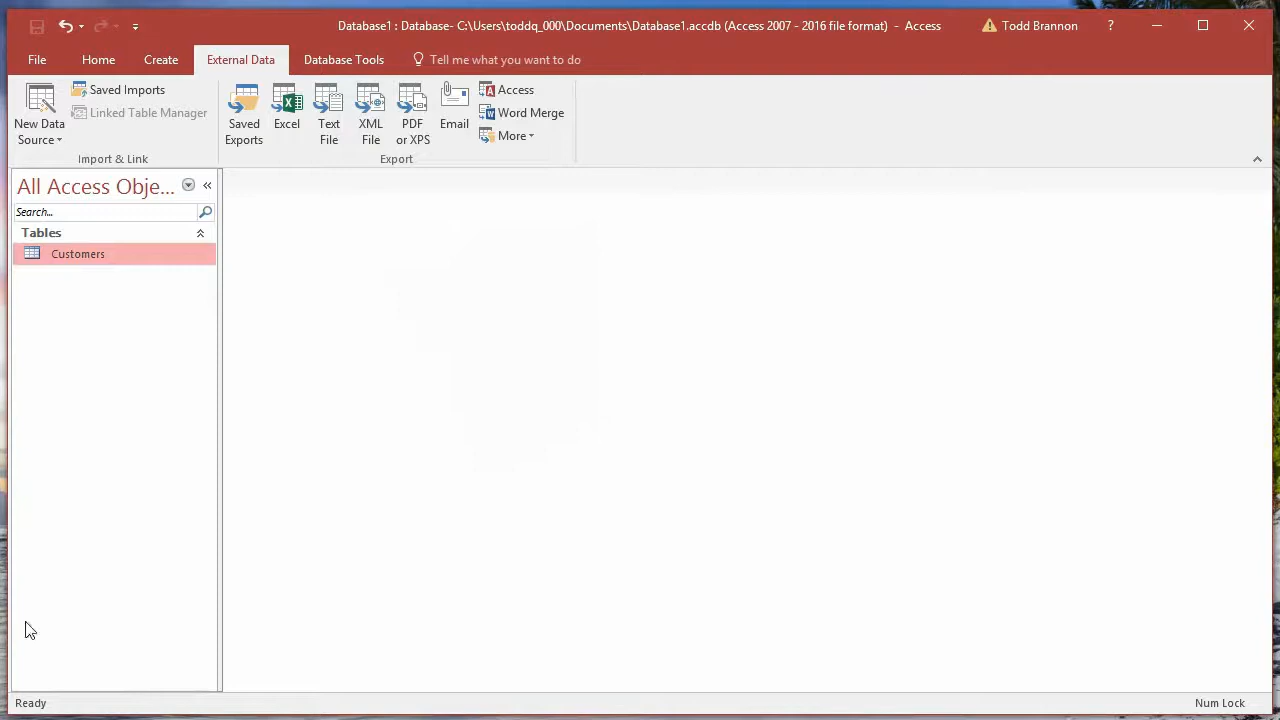 Database1 : Database- C:\Users\toddq_000\Documents\Database1.accdb (Access 2007 - 2016 file format) - Access
Todd Brannon
?
File
Home
Create
External Data
Database Tools
Tell me what you want to do
New Data
Source
Saved Imports
Linked Table Manager
Import & Link
Saved
Exports
Excel
Text
File
XML
File
PDF
or XPS
Email
Access
Word Merge
More
Export
All Access Obje...
Search...
Tables
Customers
Ready
Num Lock